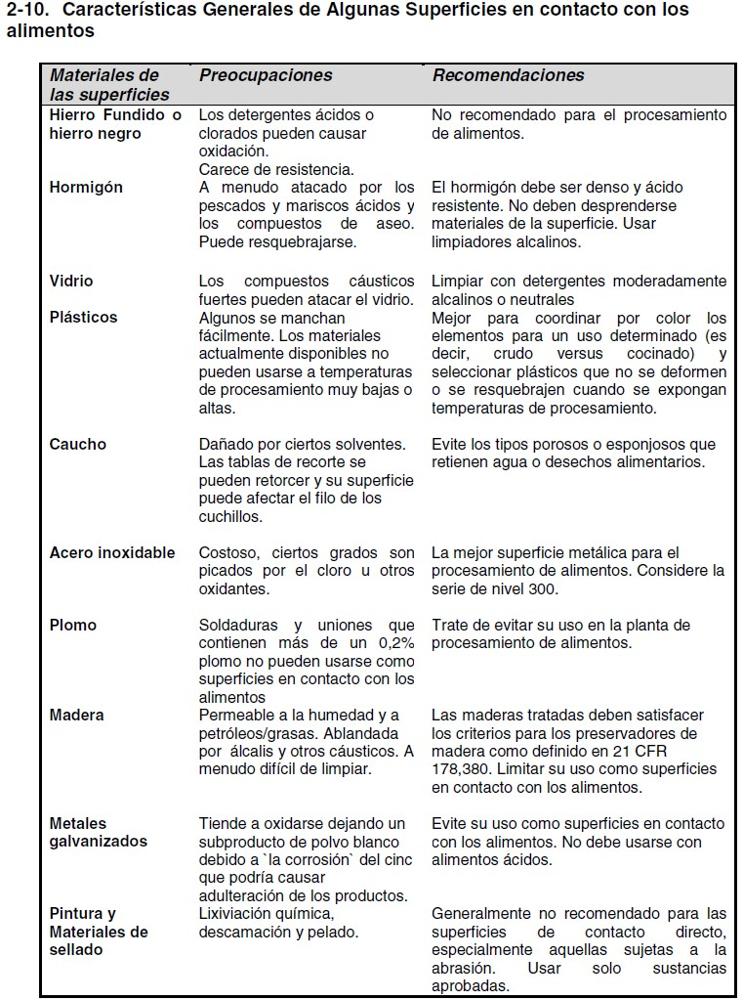 2-10. Características Generales de Algunas Superficies en contacto con los
alimentos
Materiales de las superficies | Preocupaciones | Recomendaciones
Hierro Fundido o
hierro negro
Los detergentes ácidos o
clorados pueden causar
oxidación.
Carece de resistencia.
No recomendado para el procesamiento
de alimentos.
Hormigón
A menudo atacado por los
pescados y mariscos ácidos y
los compuestos de aseo.
Puede resquebrajarse.
El hormigón debe ser denso y ácido
resistente. No deben desprenderse
materiales de la superficie. Usar
limpiadores alcalinos.
Vidrio
Los compuestos cáusticos
fuertes pueden atacar el vidrio.
Limpiar con detergentes moderadamente
alcalinos o neutrales
Plásticos
Algunos se manchan
fácilmente. Los materiales
actualmente disponibles no
pueden usarse a temperaturas
de procesamiento muy bajas o
altas.
Mejor para coordinar por color los
elementos para un uso determinado (es
decir, crudo versus cocinado) y
seleccionar plásticos que no se deformen
o se resquebrajen cuando se expongan
temperaturas de procesamiento.
Caucho
Dañado por ciertos solventes.
Las tablas de recorte se
pueden retorcer y su superficie
puede afectar el filo de los
cuchillos.
Evite los tipos porosos o esponjosos que
retienen agua o desechos alimentarios.
Acero inoxidable
Costoso, ciertos grados son
picados por el cloro u otros
oxidantes.
La mejor superficie metálica para el
procesamiento de alimentos. Considere la
serie de nivel 300.
Plomo
Soldaduras y uniones que
contienen más de un 0,2%
plomo no pueden usarse como
superficies en contacto con los
alimentos
Trate de evitar su uso en la planta de
procesamiento de alimentos.
Madera
Permeable a la humedad y a
petróleos/grasas. Ablandada
por álcalis y otros cáusticos. A
menudo difícil de limpiar.
Las maderas tratadas deben satisfacer
los criterios para los preservadores de
madera como definido en 21 CFR
178,380. Limitar su uso como superficies
en contacto con los alimentos.
Metales
galvanizados
Tiende a oxidarse dejando un
subproducto de polvo blanco
debido a `la corrosión` del cinc
que podría causar
adulteración de los productos.
Evite su uso como superficies en contacto
con los alimentos. No debe usarse con
alimentos ácidos.
Pintura y
Materiales de
sellado
Lixiviación química,
descamación y pelado.
Generalmente no recomendado para las
superficies de contacto directo,
especialmente aquellas sujetas a la
abrasión. Usar solo sustancias
aprobadas.